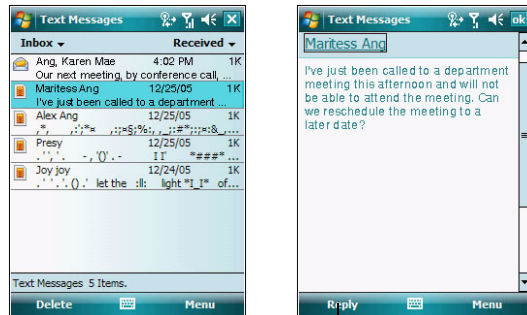 Text Messages
Inbox Received
Ang, Karen Mae 4:02 PM 1K
Our next meeting, by conference call, ...
Maritess Ang 12/25/05 1K
I've just been called to a department ...
Alex Ang 12/25/05 1K
Presy 12/25/05 1K
Joy joy 12/24/05 1K
let the :ll: light *I_I* of...
Text Messages 5 Items.
Delete Menu
Text Messages ok
Maritess Ang
I've just been called to a department
meeting this afternoon and will not
be able to attend the meeting. Can
we reschedule the meeting to a
later date?
Reply Menu